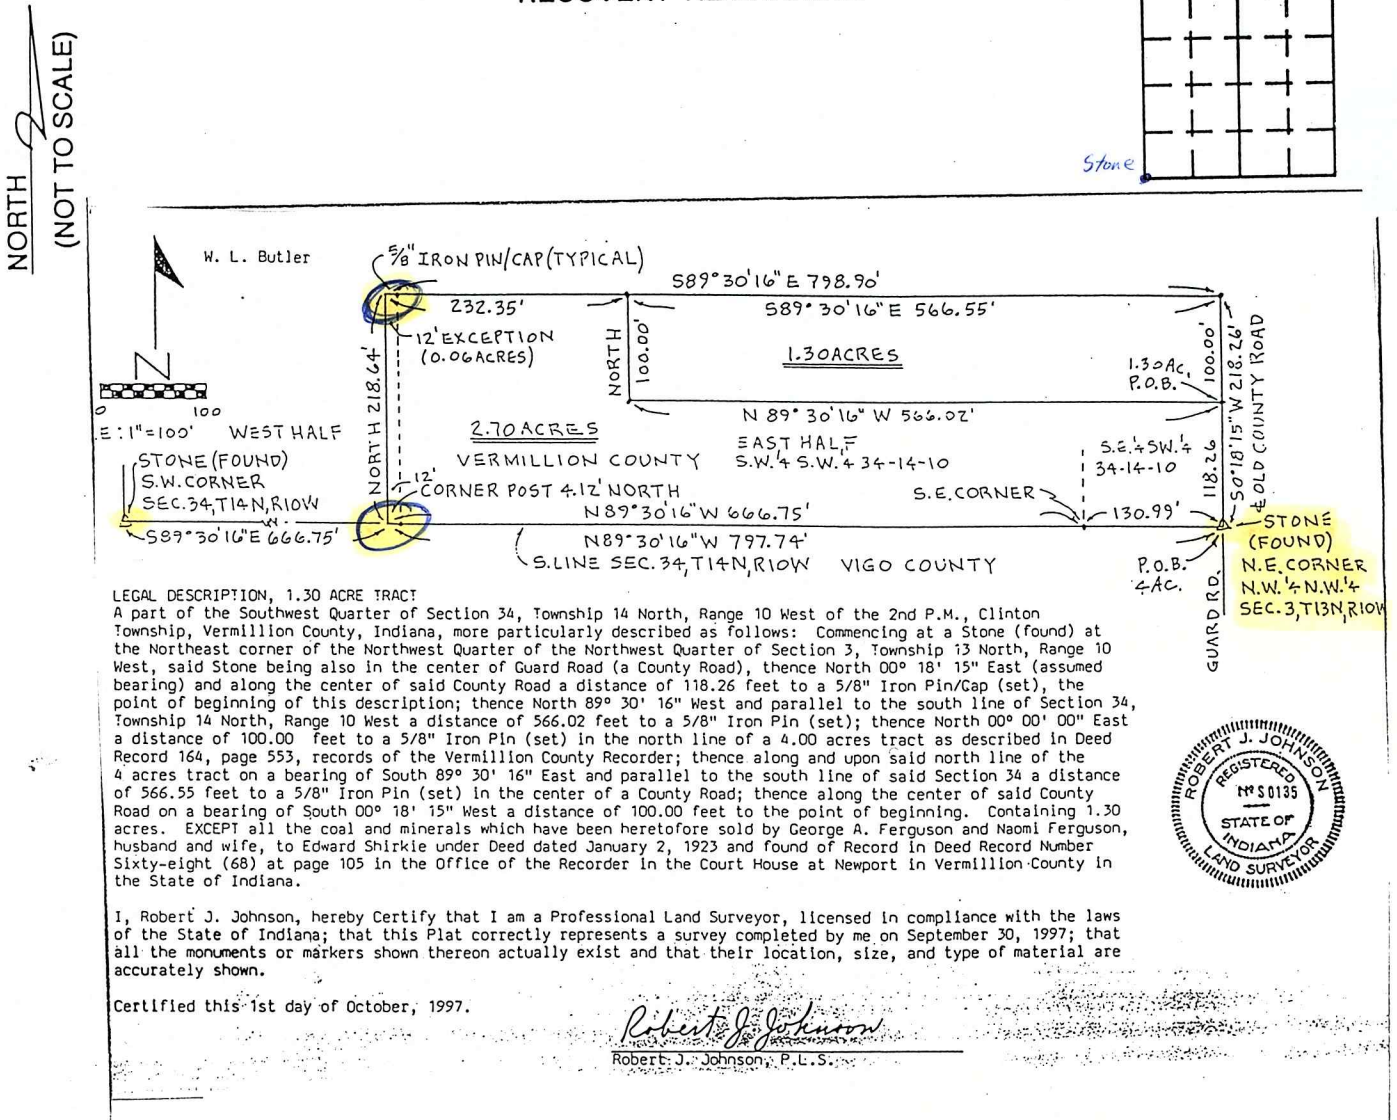 NORTH
(NOT TO SCALE)
Stone
W. L. Butler
5/8" IRON PIN/CAP (TYPICAL)
S89°30'16"E 798.90'
232.35'
S89°30'16"E 566.55'
12' EXCEPTION
(0.06 ACRES)
NORTH 100.00'
1.30 ACRES
1.30 Ac.
P.O.B.
100.00'
S0°18'15"W 218.26'
℄ OLD COUNTY ROAD
NORTH 218.64'
N
0 100
E: 1"=100'
WEST HALF
N 89°30'16" W 566.02'
2.70 ACRES
VERMILLION COUNTY
EAST HALF
S.W.¼ S.W.¼ 34-14-10
S.E.¼ SW.¼
34-14-10
118.26
STONE (FOUND)
S.W. CORNER
SEC.34,T14N,R10W
12'
CORNER POST 4.12' NORTH
S.E. CORNER
N89°30'16"W 666.75'
130.99'
S89°30'16"E 666.75'
N89°30'16"W 797.74'
S.LINE SEC.34,T14N,R10W VIGO COUNTY
P.O.B.
4 AC.
GUARD RD.
STONE
(FOUND)
N.E. CORNER
N.W.¼ N.W.¼
SEC.3,T13N,R10W
LEGAL DESCRIPTION, 1.30 ACRE TRACT
A part of the Southwest Quarter of Section 34, Township 14 North, Range 10 West of the 2nd P.M., Clinton
Township, Vermillion County, Indiana, more particularly described as follows: Commencing at a Stone (found) at
the Northeast corner of the Northwest Quarter of the Northwest Quarter of Section 3, Township 13 North, Range 10
West, said Stone being also in the center of Guard Road (a County Road), thence North 00° 18' 15" East (assumed
bearing) and along the center of said County Road a distance of 118.26 feet to a 5/8" Iron Pin/Cap (set), the
point of beginning of this description; thence North 89° 30' 16" West and parallel to the south line of Section 34,
Township 14 North, Range 10 West a distance of 566.02 feet to a 5/8" Iron Pin (set); thence North 00° 00' 00" East
a distance of 100.00 feet to a 5/8" Iron Pin (set) in the north line of a 4.00 acres tract as described in Deed
Record 164, page 553, records of the Vermillion County Recorder; thence along and upon said north line of the
4 acres tract on a bearing of South 89° 30' 16" East and parallel to the south line of said Section 34 a distance
of 566.55 feet to a 5/8" Iron Pin (set) in the center of a County Road; thence along the center of said County
Road on a bearing of South 00° 18' 15" West a distance of 100.00 feet to the point of beginning. Containing 1.30
acres. EXCEPT all the coal and minerals which have been heretofore sold by George A. Ferguson and Naomi Ferguson,
husband and wife, to Edward Shirkie under Deed dated January 2, 1923 and found of Record in Deed Record Number
Sixty-eight (68) at page 105 in the Office of the Recorder in the Court House at Newport in Vermillion County in
the State of Indiana.
ROBERT J. JOHNSON
REGISTERED
No S0135
STATE OF
INDIANA
LAND SURVEYOR
I, Robert J. Johnson, hereby Certify that I am a Professional Land Surveyor, licensed in compliance with the laws
of the State of Indiana; that this Plat correctly represents a survey completed by me on September 30, 1997; that
all the monuments or markers shown thereon actually exist and that their location, size, and type of material are
accurately shown.
Certified this 1st day of October, 1997.
Robert J. Johnson
Robert J. Johnson, P.L.S.